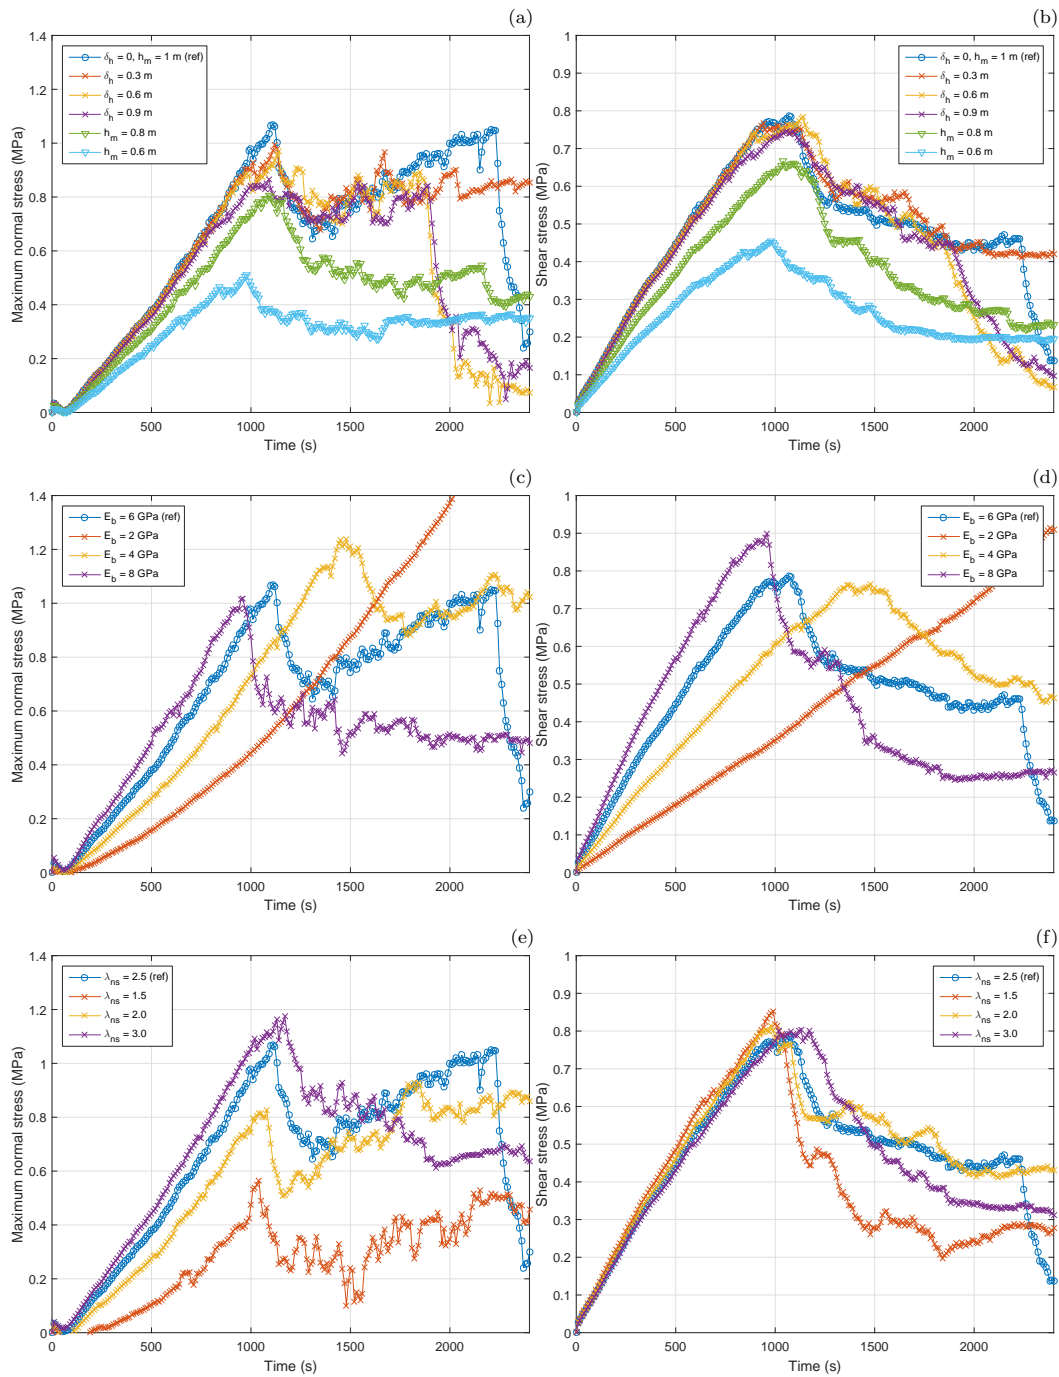 (a)
1.4
1.2
1
0.8
0.6
0.4
0.2
0
0 500 1000 1500 2000
Time (s)
Maximum normal stress (MPa)
δh = 0, hm = 1 m (ref)
δh = 0.3 m
δh = 0.6 m
δh = 0.9 m
hm = 0.8 m
hm = 0.6 m
(b)
1
0.9
0.8
0.7
0.6
0.5
0.4
0.3
0.2
0.1
0
0 500 1000 1500 2000
Time (s)
Shear stress (MPa)
δh = 0, hm = 1 m (ref)
δh = 0.3 m
δh = 0.6 m
δh = 0.9 m
hm = 0.8 m
hm = 0.6 m
(c)
1.4
1.2
1
0.8
0.6
0.4
0.2
0
0 500 1000 1500 2000
Time (s)
Maximum normal stress (MPa)
Eb = 6 GPa (ref)
Eb = 2 GPa
Eb = 4 GPa
Eb = 8 GPa
(d)
1
0.9
0.8
0.7
0.6
0.5
0.4
0.3
0.2
0.1
0
0 500 1000 1500 2000
Time (s)
Shear stress (MPa)
Eb = 6 GPa (ref)
Eb = 2 GPa
Eb = 4 GPa
Eb = 8 GPa
(e)
1.4
1.2
1
0.8
0.6
0.4
0.2
0
0 500 1000 1500 2000
Time (s)
Maximum normal stress (MPa)
λns = 2.5 (ref)
λns = 1.5
λns = 2.0
λns = 3.0
(f)
1
0.9
0.8
0.7
0.6
0.5
0.4
0.3
0.2
0.1
0
0 500 1000 1500 2000
Time (s)
Shear stress (MPa)
λns = 2.5 (ref)
λns = 1.5
λns = 2.0
λns = 3.0